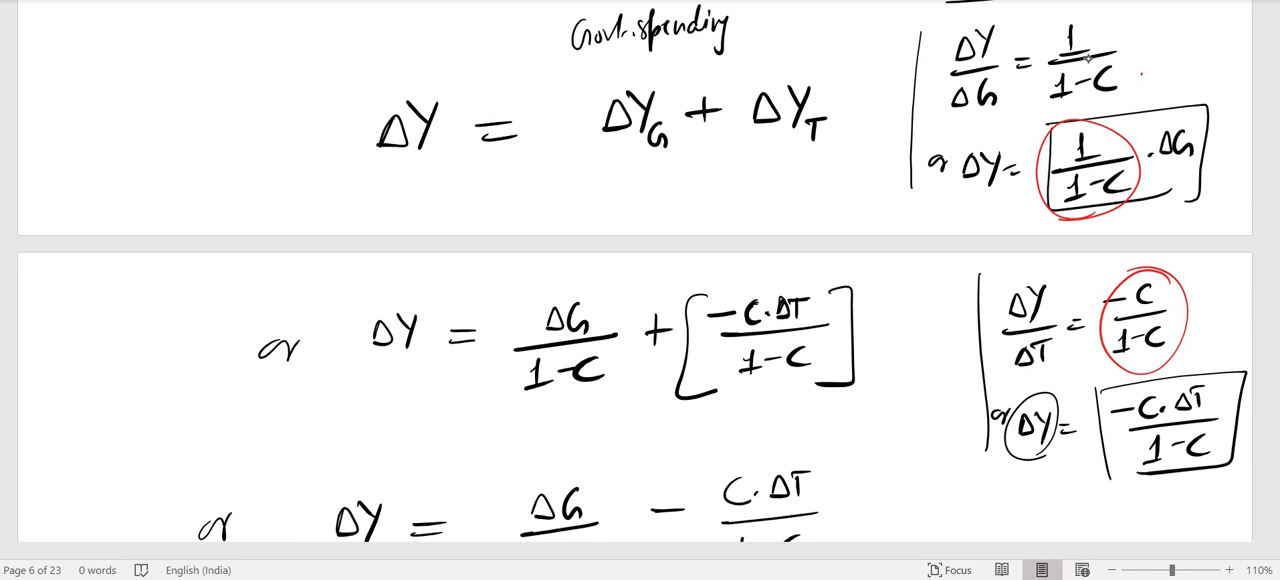 Govt. spending
ΔY = ΔY_G + ΔY_T
ΔY/ΔG = 1/(1-C)
or ΔY = 1/(1-C) . ΔG
or ΔY = ΔG/(1-C) + [-C.ΔT/(1-C)]
ΔY/ΔT = -C/(1-C)
or ΔY = -C.ΔT/(1-C)
or ΔY = ΔG - C.ΔT
Page 6 of 23 0 words English (India) Focus 110%